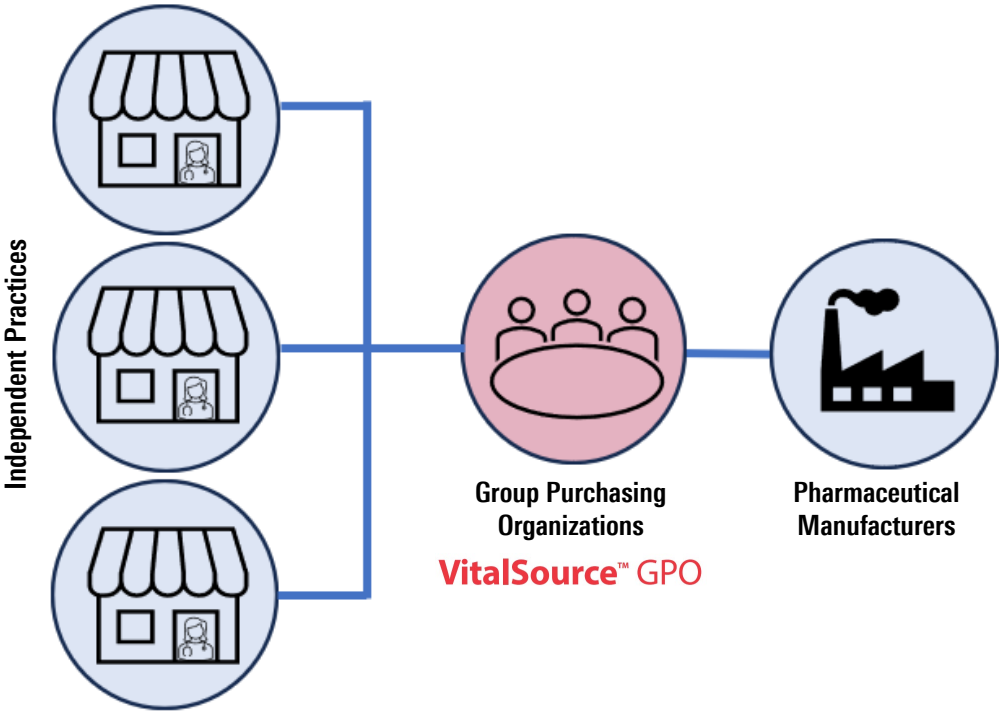 Independent Practices
Group Purchasing
Organizations
VitalSource™ GPO
Pharmaceutical
Manufacturers